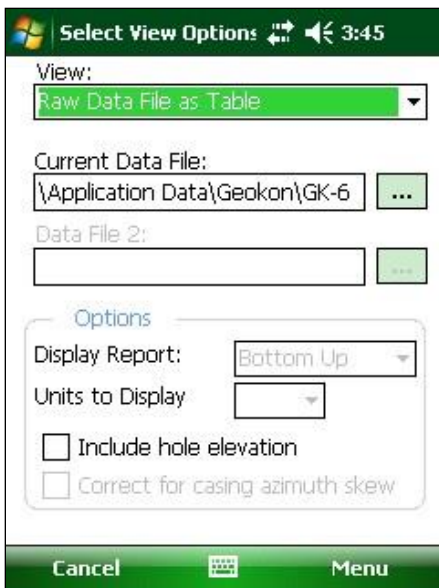 Select View Options 3:45
View:
Raw Data File as Table
Current Data File:
\Application Data\Geokon\GK-6 ...
Data File 2:
...
Options
Display Report: Bottom Up
Units to Display
Include hole elevation
Correct for casing azimuth skew
Cancel Menu